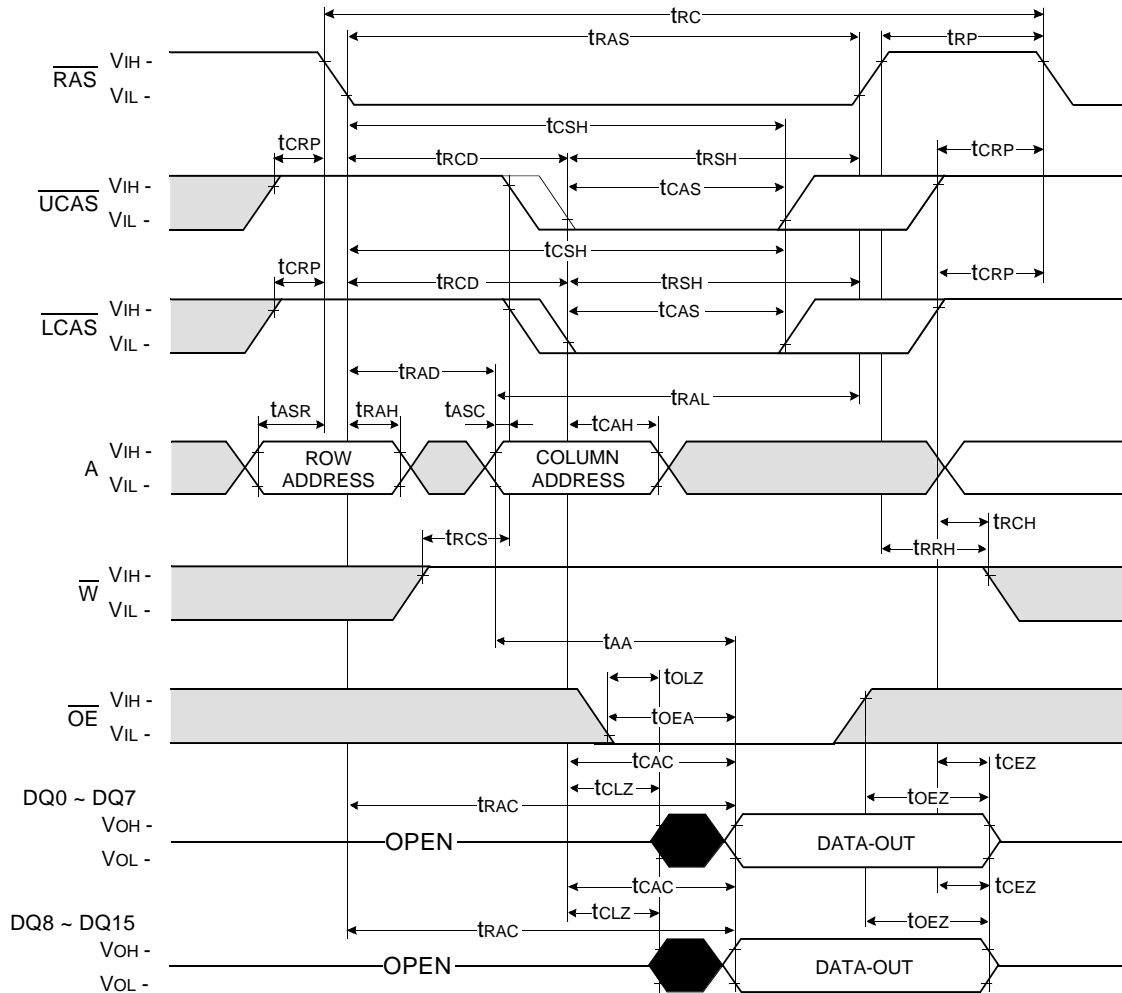 tRC
tRAS
tRP
RAS
VIH -
VIL -
tCSH
tCRP
tRCD
tRSH
tCRP
UCAS
VIH -
VIL -
tCAS
tCSH
tCRP
tRCD
tRSH
tCRP
LCAS
VIH -
VIL -
tCAS
tRAD
tRAL
tASR
tRAH
tASC
tCAH
A
VIH -
VIL -
ROW
ADDRESS
COLUMN
ADDRESS
tRCS
tRCH
tRRH
W
VIH -
VIL -
tAA
tOLZ
OE
VIH -
VIL -
tOEA
tCAC
tCEZ
tCLZ
tOEZ
DQ0 ~ DQ7
tRAC
VOH -
VOL -
OPEN
DATA-OUT
tCAC
tCEZ
tCLZ
tOEZ
DQ8 ~ DQ15
tRAC
VOH -
VOL -
OPEN
DATA-OUT